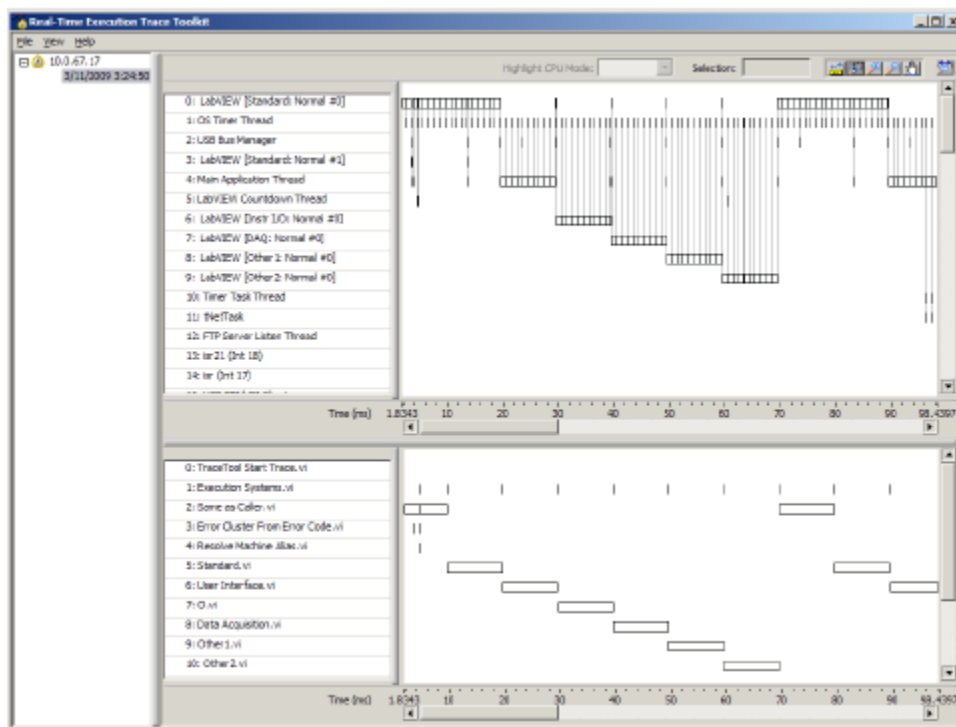 Real-Time Execution Trace Toolkit
File View Help
10.0.67.17
3/11/2009 3:24:50
Highlight CPU Mode: Selection:
0: LabVIEW [Standard: Normal #0]
1: OS Timer Thread
2: USB Bus Manager
3: LabVIEW [Standard: Normal #1]
4: Main Application Thread
5: LabVIEW Countdown Thread
6: LabVIEW [Instr I/O: Normal #0]
7: LabVIEW [DAQ: Normal #0]
8: LabVIEW [Other 1: Normal #0]
9: LabVIEW [Other 2: Normal #0]
10: Timer Task Thread
11: tNetTask
12: FTP Server Listen Thread
13: isr21 (Int 18)
14: isr (Int 17)
Time (ms) 1.8343 10 20 30 40 50 60 70 80 90 98.4397
0: TraceTool Start Trace.vi
1: Execution Systems.vi
2: Same as Caller.vi
3: Error Cluster From Error Code.vi
4: Resolve Machine Alias.vi
5: Standard.vi
6: User Interface.vi
7: O.vi
8: Data Acquisition.vi
9: Other1.vi
10: Other2.vi
Time (ms) 1.8343 10 20 30 40 50 60 70 80 90 98.4397